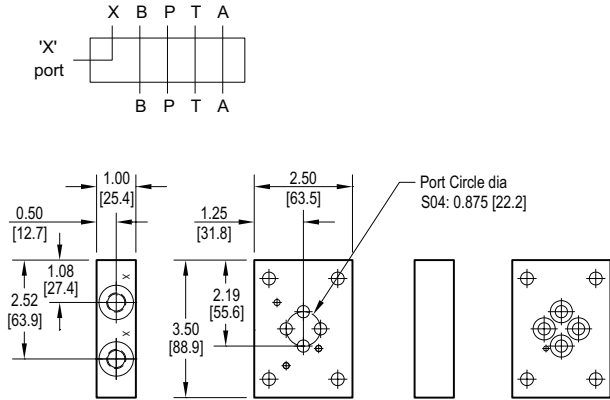 X B P T A
'X'
port
B P T A
1.00
[25.4]
0.50
[12.7]
1.08
[27.4]
2.52
[63.9]
X
X
2.50
[63.5]
1.25
[31.8]
2.19
[55.6]
3.50
[88.9]
Port Circle dia
S04: 0.875 [22.2]